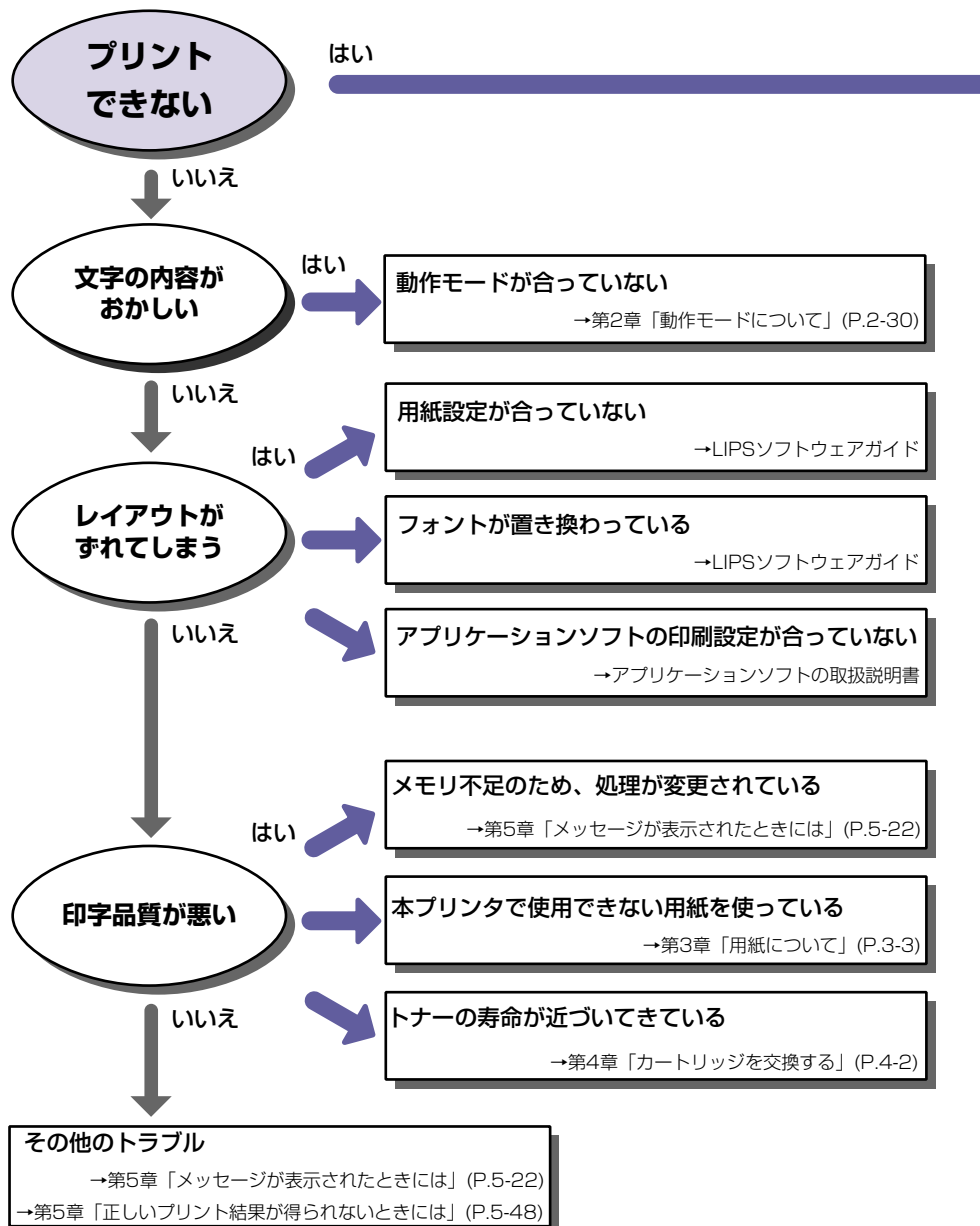 プリント
できない
はい
いいえ
文字の内容が
おかしい
はい
動作モードが合っていない
→第2章「動作モードについて」(P.2-30)
いいえ
レイアウトが
ずれてしまう
はい
用紙設定が合っていない
→LIPSソフトウェアガイド
フォントが置き換わっている
→LIPSソフトウェアガイド
アプリケーションソフトの印刷設定が合っていない
→アプリケーションソフトの取扱説明書
いいえ
印字品質が悪い
はい
メモリ不足のため、処理が変更されている
→第5章「メッセージが表示されたときには」(P.5-22)
本プリンタで使用できない用紙を使っている
→第3章「用紙について」(P.3-3)
トナーの寿命が近づいてきている
→第4章「カートリッジを交換する」(P.4-2)
いいえ
その他のトラブル
→第5章「メッセージが表示されたときには」(P.5-22)
→第5章「正しいプリント結果が得られないときには」(P.5-48)